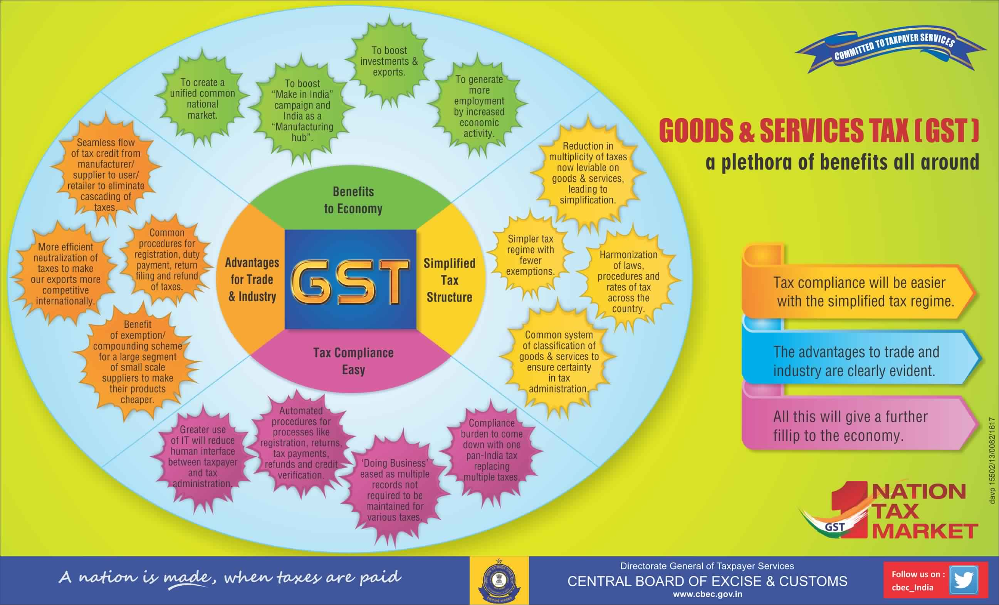 COMMITTED TO TAXPAYER SERVICES
GOODS & SERVICES TAX (GST)
a plethora of benefits all around
To create a
unified common
national
market.
To boost
“Make in India”
campaign and
India as a
“Manufacturing
hub”.
To boost
investments &
exports.
To generate
more
employment
by increased
economic
activity.
Benefits
to Economy
Seamless flow
of tax credit from
manufacturer/
supplier to user/
retailer to eliminate
cascading of
taxes.
More efficient
neutralization of
taxes to make
our exports more
competitive
internationally.
Common
procedures for
registration, duty
payment, return
filing and refund
of taxes.
Benefit
of exemption/
compounding scheme
for a large segment
of small scale
suppliers to make
their products
cheaper.
Advantages
for Trade
& Industry
GST
Simplified
Tax
Structure
Reduction in
multiplicity of taxes
now leviable on
goods & services,
leading to
simplification.
Simpler tax
regime with
fewer
exemptions.
Harmonization
of laws,
procedures and
rates of tax
across the
country.
Common system
of classification of
goods & services to
ensure certainty
in tax
administration.
Tax Compliance
Easy
Greater use
of IT will reduce
human interface
between taxpayer
and tax
administration.
Automated
procedures for
processes like
registration, returns,
tax payments,
refunds and credit
verification.
‘Doing Business’
eased as multiple
records not
required to be
maintained for
various taxes.
Compliance
burden to come
down with one
pan-India tax
replacing
multiple taxes.
Tax compliance will be easier
with the simplified tax regime.
The advantages to trade and
industry are clearly evident.
All this will give a further
fillip to the economy.
1 NATION
TAX
MARKET
GST
davp 15502/13/0082/1617
A nation is made, when taxes are paid
Directorate General of Taxpayer Services
CENTRAL BOARD OF EXCISE & CUSTOMS
www.cbec.gov.in
Follow us on :
cbec_India